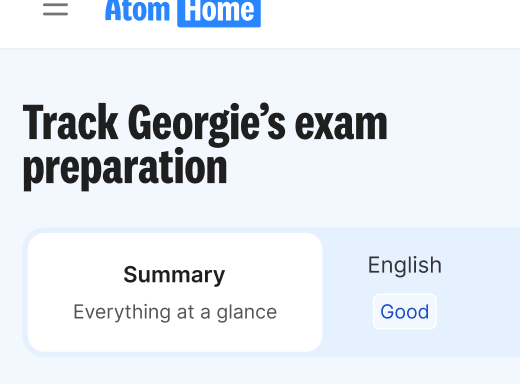 Atom Home
Track Georgie’s exam
preparation
Summary
Everything at a glance
English
Good